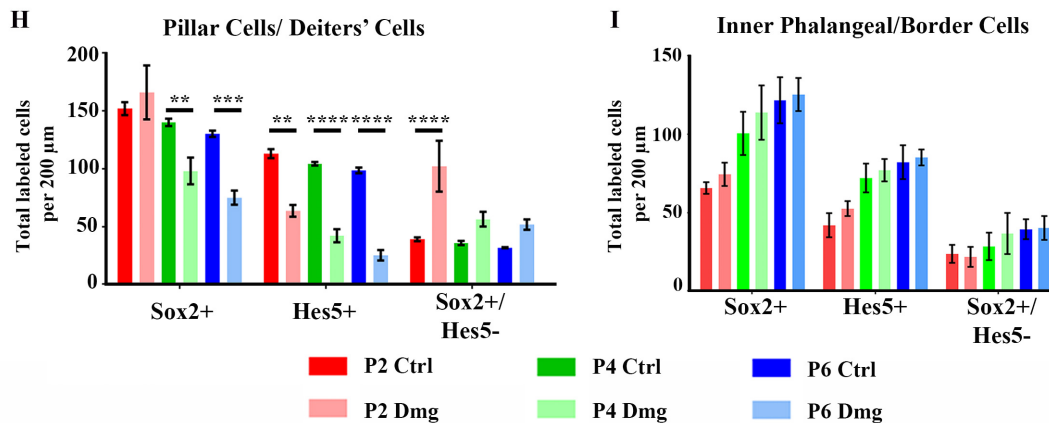 H
Pillar Cells/ Deiters’ Cells
Total labeled cells
per 200 µm
200
150
100
50
0
**
***
**
****
****
****
Sox2+
Hes5+
Sox2+/
Hes5-
I
Inner Phalangeal/Border Cells
Total labeled cells
per 200 µm
150
100
50
0
Sox2+
Hes5+
Sox2+/
Hes5-
P2 Ctrl
P4 Ctrl
P6 Ctrl
P2 Dmg
P4 Dmg
P6 Dmg